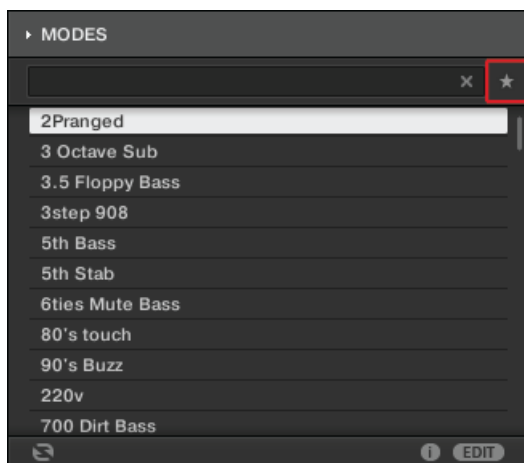 MODES
2Pranged
3 Octave Sub
3.5 Floppy Bass
3step 908
5th Bass
5th Stab
6ties Mute Bass
80's touch
90's Buzz
220v
700 Dirt Bass
i EDIT